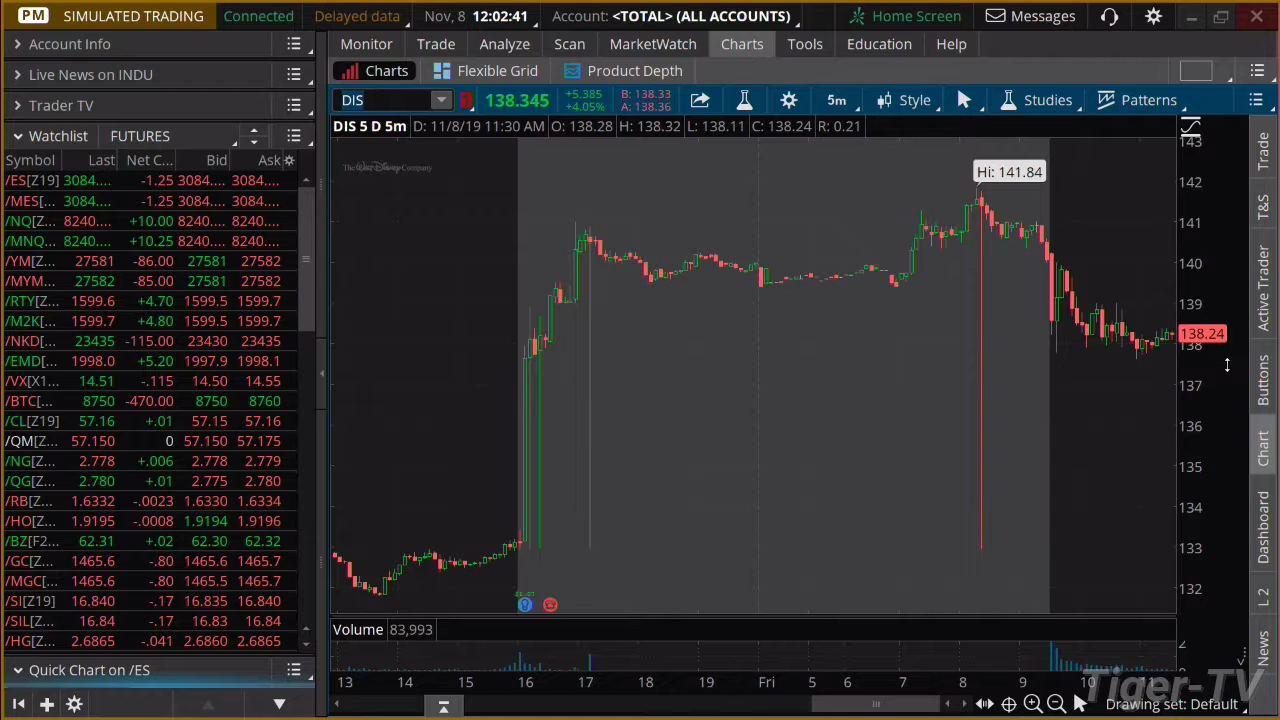 PM SIMULATED TRADING Connected Delayed data Nov, 8 12:02:41 Account: <TOTAL> (ALL ACCOUNTS) Home Screen Messages
Account Info
Live News on INDU
Trader TV
Watchlist FUTURES
Symbol Last Net C... Bid Ask
/ES[Z19] 3084.... -1.25 3084.... 3084....
/MES[... 3084.... -1.25 3084.... 3084....
/NQ[Z... 8240.... +10.00 8240.... 8240....
/MNQ... 8240.... +10.25 8240.... 8240....
/YM[Z... 27581 -86.00 27581 27582
/MYM... 27582 -85.00 27581 27582
/RTY[Z... 1599.6 +4.70 1599.5 1599.6
/M2K[... 1599.7 +4.80 1599.5 1599.7
/NKD[... 23435 -115.00 23430 23435
/EMD[... 1998.0 +5.20 1997.9 1998.1
/VX[X1... 14.51 -.115 14.50 14.55
/BTC[... 8750 -470.00 8750 8760
/CL[Z19] 57.16 +.01 57.15 57.16
/QM[Z... 57.150 0 57.150 57.175
/NG[Z... 2.778 +.006 2.778 2.779
/QG[Z... 2.780 +.01 2.775 2.780
/RB[Z... 1.6332 -.0023 1.6330 1.6334
/HO[Z... 1.9195 -.0008 1.9194 1.9196
/BZ[F2... 62.31 +.02 62.30 62.32
/GC[Z... 1465.6 -.80 1465.6 1465.7
/MGC[... 1465.6 -.80 1465.5 1465.7
/SI[Z19] 16.840 -.17 16.835 16.840
/SIL[Z... 16.84 -.17 16.83 16.84
/HG[Z... 2.6865 -.041 2.6860 2.6865
Quick Chart on /ES
Monitor Trade Analyze Scan MarketWatch Charts Tools Education Help
Charts Flexible Grid Product Depth
DIS 138.345 +5.385 +4.05% B: 138.33 A: 138.36 5m Style Studies Patterns
DIS 5 D 5m D: 11/8/19 11:30 AM O: 138.28 H: 138.32 L: 138.11 C: 138.24 R: 0.21
The Walt Disney Company
Hi: 141.84
143
142
141
140
139
138.24
138
137
136
135
134
133
132
Volume 83,993
13 14 15 16 17 18 19 Fri 5 6 7 8 9 10
Drawing set: Default
Trade
T&S
Active Trader
Buttons
Chart
Dashboard
L 2
News
Tiger-TV